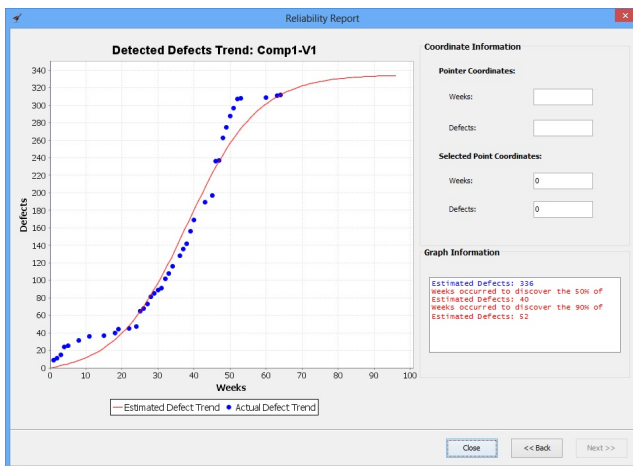 Reliability Report
Detected Defects Trend: Comp1-V1
340
320
300
280
260
240
220
200
180
160
140
120
100
80
60
40
20
0
Defects
0 10 20 30 40 50 60 70 80 90 100
Weeks
Estimated Defect Trend Actual Defect Trend
Coordinate Information
Pointer Coordinates:
Weeks:
Defects:
Selected Point Coordinates:
Weeks: 0
Defects: 0
Graph Information
Estimated Defects: 336
Weeks occurred to discover the 50% of
Estimated Defects: 40
Weeks occurred to discover the 90% of
Estimated Defects: 52
Close << Back Next >>